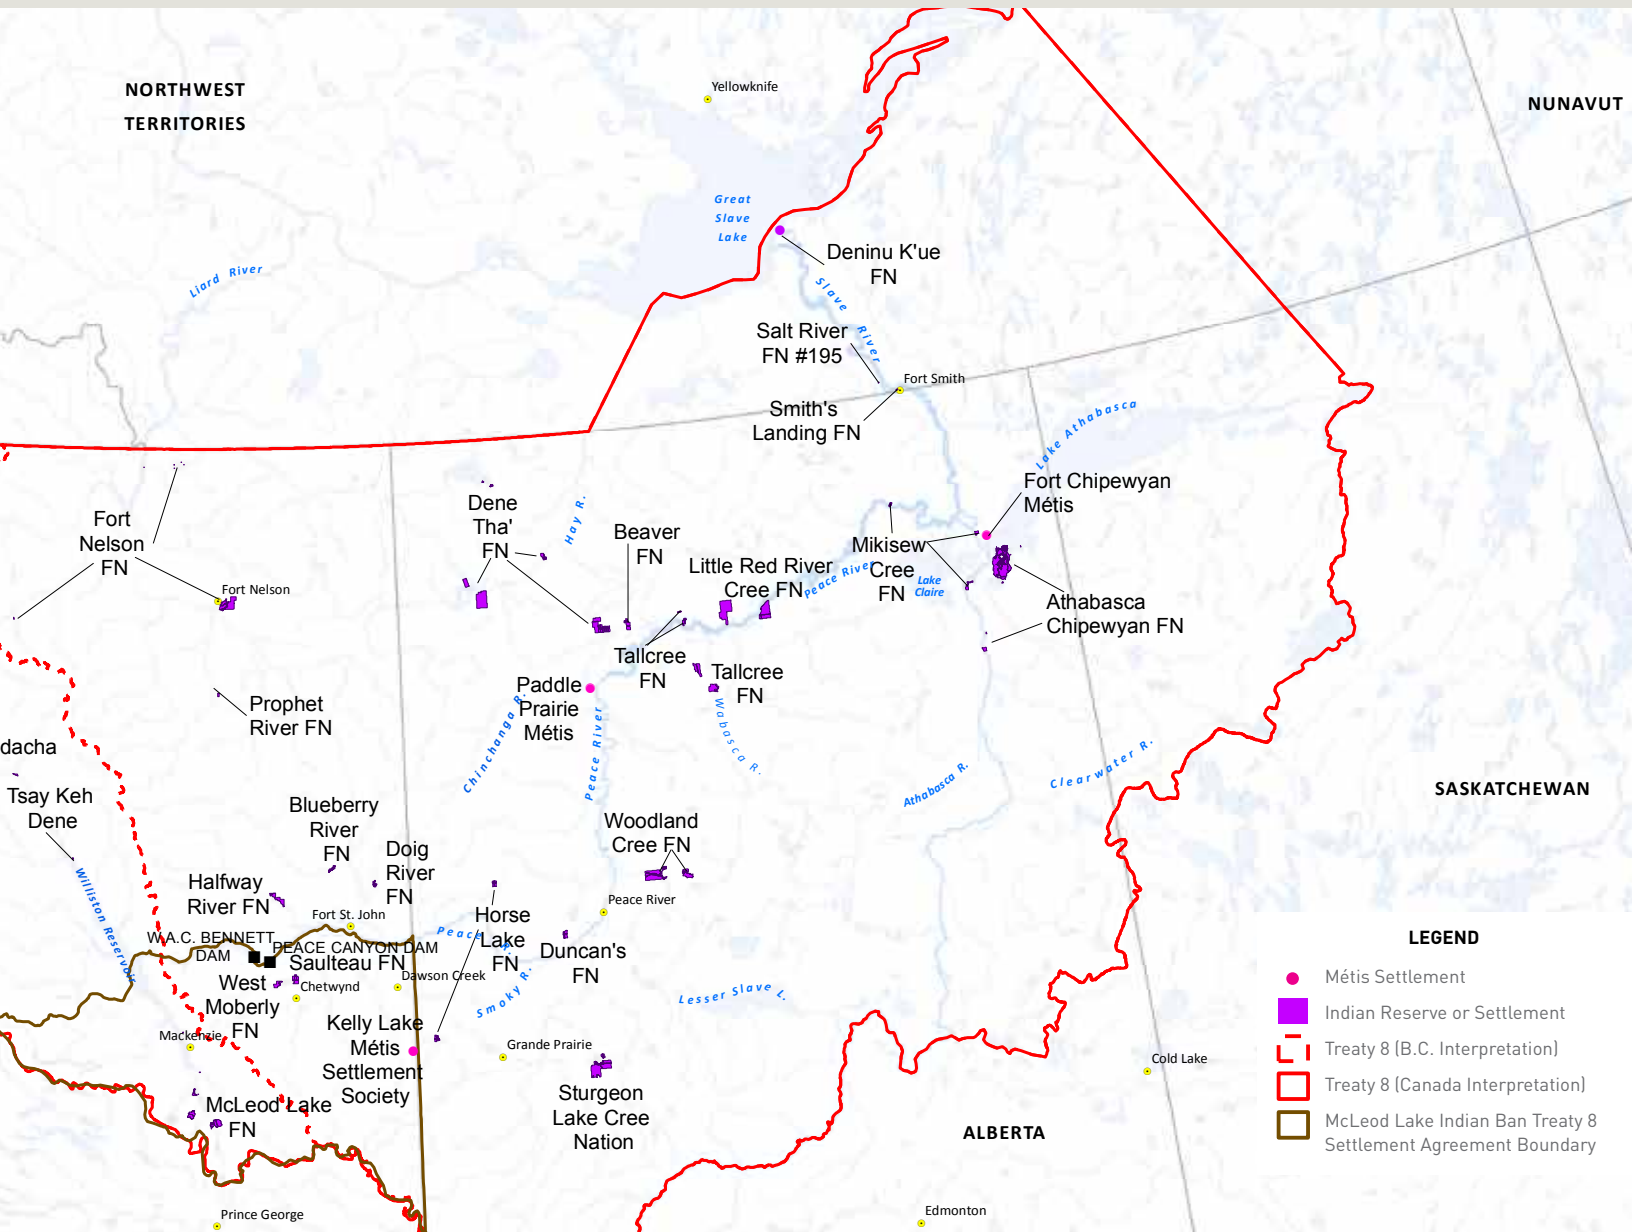 NORTHWEST
TERRITORIES
Yellowknife
NUNAVUT
Great
Slave
Lake
Liard River
Deninu K'ue
FN
Slave River
Salt River
FN #195
Fort Smith
Smith's
Landing FN
Lake Athabasca
Fort Chipewyan
Métis
Dene
Tha'
FN
Hay R.
Beaver
FN
Fort
Nelson
FN
Fort Nelson
Little Red River
Cree FN
Peace River
Mikisew
Cree
FN
Lake
Claire
Athabasca
Chipewyan FN
Tallcree
FN
Tallcree
FN
Wabasca R.
Paddle
Prairie
Métis
Chinchanga R.
Peace River
Prophet
River FN
dacha
Tsay Keh
Dene
Athabasca R.
Clearwater R.
SASKATCHEWAN
Blueberry
River
FN
Doig
River
FN
Woodland
Cree FN
Williston Reservoir
Halfway
River FN
Fort St. John
Peace River
Horse
Lake
FN
Peace R.
W.A.C. BENNETT
DAM
PEACE CANYON DAM
Saulteau FN
Duncan's
FN
Dawson Creek
Chetwynd
West
Moberly
FN
Smoky R.
Lesser Slave L.
Mackenzie
Kelly Lake
Métis
Settlement
Society
Grande Prairie
Cold Lake
Sturgeon
Lake Cree
Nation
McLeod Lake
FN
ALBERTA
Prince George
Edmonton
LEGEND
Métis Settlement
Indian Reserve or Settlement
Treaty 8 (B.C. Interpretation)
Treaty 8 (Canada Interpretation)
McLeod Lake Indian Ban Treaty 8
Settlement Agreement Boundary